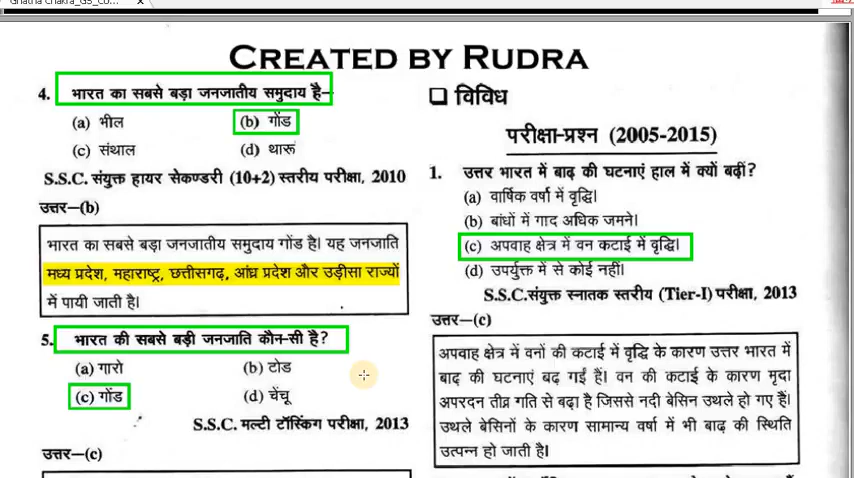 Ghatna Chakra_GS_Co... X
CREATED BY RUDRA
4. भारत का सबसे बड़ा जनजातीय समुदाय है–
(a) भील (b) गोंड
(c) संथाल (d) थारू
S.S.C. संयुक्त हायर सेकण्डरी (10+2) स्तरीय परीक्षा, 2010
उत्तर–(b)
भारत का सबसे बड़ा जनजातीय समुदाय गोंड है। यह जनजाति
मध्य प्रदेश, महाराष्ट्र, छत्तीसगढ़, आंध्र प्रदेश और उड़ीसा राज्यों
में पायी जाती है।
5. भारत की सबसे बड़ी जनजाति कौन-सी है?
(a) गारो (b) टोड
(c) गोंड (d) चेंचू
S.S.C. मल्टी टॉस्किंग परीक्षा, 2013
उत्तर–(c)
विविध
परीक्षा-प्रश्न (2005-2015)
1. उत्तर भारत में बाढ़ की घटनाएं हाल में क्यों बढ़ीं?
(a) वार्षिक वर्षा में वृद्धि।
(b) बांधों में गाद अधिक जमने।
(c) अपवाह क्षेत्र में वन कटाई में वृद्धि।
(d) उपर्युक्त में से कोई नहीं।
S.S.C.संयुक्त स्नातक स्तरीय (Tier-I) परीक्षा, 2013
उत्तर–(c)
अपवाह क्षेत्र में वनों की कटाई में वृद्धि के कारण उत्तर भारत में
बाढ़ की घटनाएं बढ़ गईं हैं। वन की कटाई के कारण मृदा
अपरदन तीव्र गति से बढ़ा है जिससे नदी बेसिन उथले हो गए हैं।
उथले बेसिनों के कारण सामान्य वर्षा में भी बाढ़ की स्थिति
उत्पन्न हो जाती है।